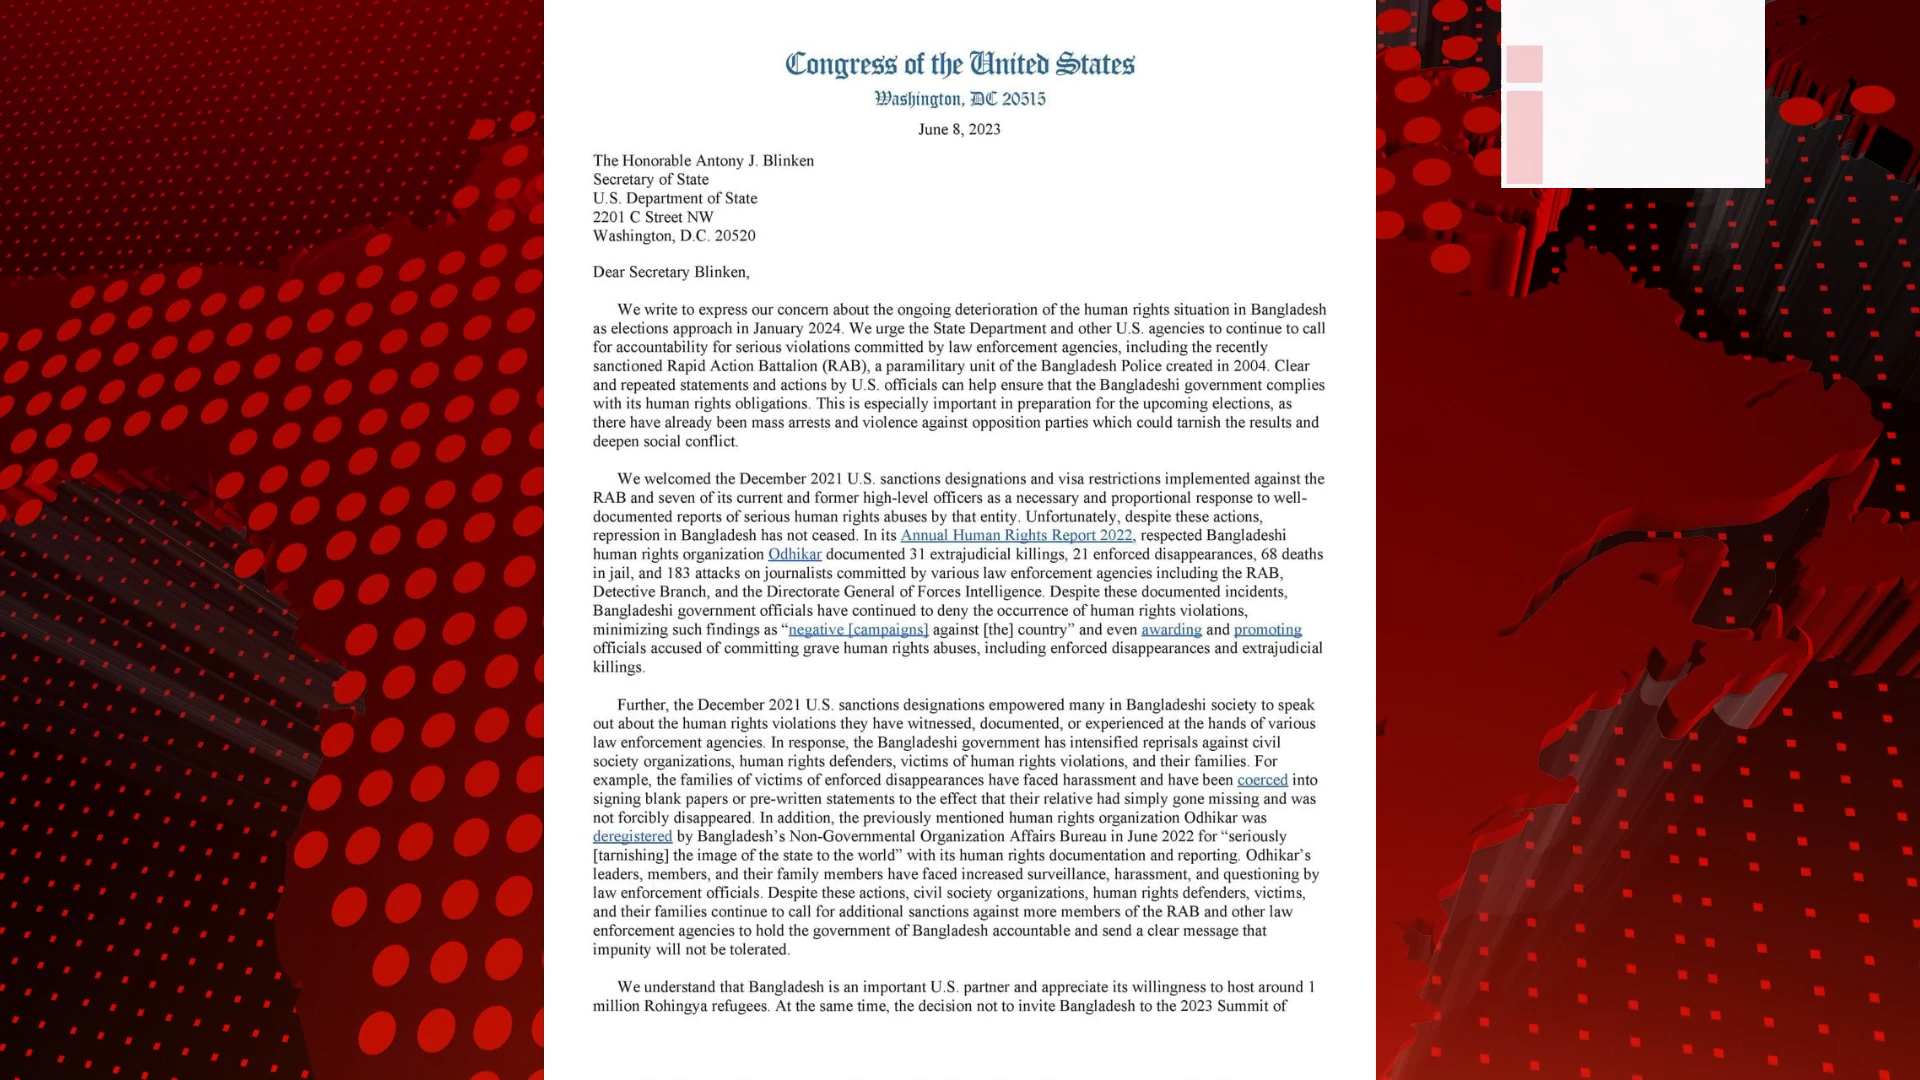 Congress of the United States
Washington, DC 20515
June 8, 2023
The Honorable Antony J. Blinken
Secretary of State
U.S. Department of State
2201 C Street NW
Washington, D.C. 20520
Dear Secretary Blinken,
We write to express our concern about the ongoing deterioration of the human rights situation in Bangladesh
as elections approach in January 2024. We urge the State Department and other U.S. agencies to continue to call
for accountability for serious violations committed by law enforcement agencies, including the recently
sanctioned Rapid Action Battalion (RAB), a paramilitary unit of the Bangladesh Police created in 2004. Clear
and repeated statements and actions by U.S. officials can help ensure that the Bangladeshi government complies
with its human rights obligations. This is especially important in preparation for the upcoming elections, as
there have already been mass arrests and violence against opposition parties which could tarnish the results and
deepen social conflict.
We welcomed the December 2021 U.S. sanctions designations and visa restrictions implemented against the
RAB and seven of its current and former high-level officers as a necessary and proportional response to well-
documented reports of serious human rights abuses by that entity. Unfortunately, despite these actions,
repression in Bangladesh has not ceased. In its Annual Human Rights Report 2022, respected Bangladeshi
human rights organization Odhikar documented 31 extrajudicial killings, 21 enforced disappearances, 68 deaths
in jail, and 183 attacks on journalists committed by various law enforcement agencies including the RAB,
Detective Branch, and the Directorate General of Forces Intelligence. Despite these documented incidents,
Bangladeshi government officials have continued to deny the occurrence of human rights violations,
minimizing such findings as “negative [campaigns] against [the] country” and even awarding and promoting
officials accused of committing grave human rights abuses, including enforced disappearances and extrajudicial
killings.
Further, the December 2021 U.S. sanctions designations empowered many in Bangladeshi society to speak
out about the human rights violations they have witnessed, documented, or experienced at the hands of various
law enforcement agencies. In response, the Bangladeshi government has intensified reprisals against civil
society organizations, human rights defenders, victims of human rights violations, and their families. For
example, the families of victims of enforced disappearances have faced harassment and have been coerced into
signing blank papers or pre-written statements to the effect that their relative had simply gone missing and was
not forcibly disappeared. In addition, the previously mentioned human rights organization Odhikar was
deregistered by Bangladesh’s Non-Governmental Organization Affairs Bureau in June 2022 for “seriously
[tarnishing] the image of the state to the world” with its human rights documentation and reporting. Odhikar’s
leaders, members, and their family members have faced increased surveillance, harassment, and questioning by
law enforcement officials. Despite these actions, civil society organizations, human rights defenders, victims,
and their families continue to call for additional sanctions against more members of the RAB and other law
enforcement agencies to hold the government of Bangladesh accountable and send a clear message that
impunity will not be tolerated.
We understand that Bangladesh is an important U.S. partner and appreciate its willingness to host around 1
million Rohingya refugees. At the same time, the decision not to invite Bangladesh to the 2023 Summit of